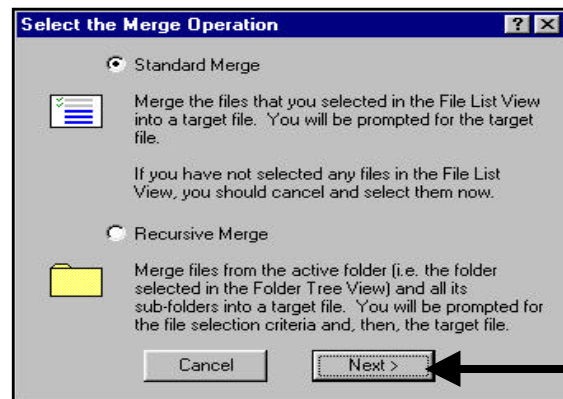 Select the Merge Operation
Standard Merge
Merge the files that you selected in the File List View
into a target file. You will be prompted for the target
file.
If you have not selected any files in the File List
View, you should cancel and select them now.
Recursive Merge
Merge files from the active folder (i.e. the folder
selected in the Folder Tree View) and all its
sub-folders into a target file. You will be prompted for
the file selection criteria and, then, the target file.
Cancel Next >